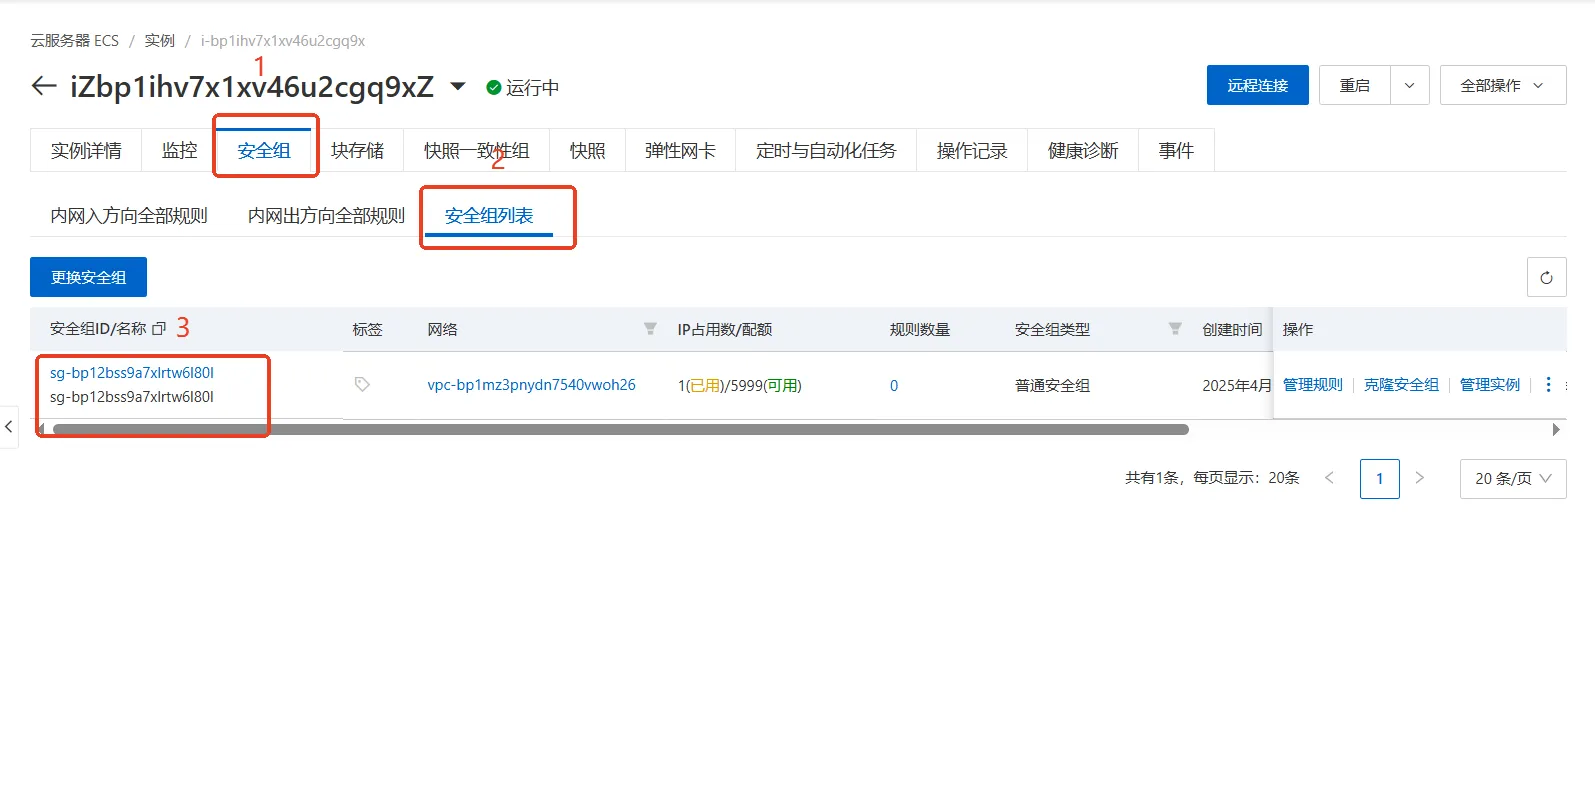 云服务器 ECS / 实例 / i-bp1ihv7x1xv46u2cgq9x
1
iZbp1ihv7x1xv46u2cgq9xZ 运行中 远程连接 重启 全部操作
实例详情 监控 安全组 块存储 快照一致性组 快照 弹性网卡 定时与自动化任务 操作记录 健康诊断 事件
2
内网入方向全部规则 内网出方向全部规则 安全组列表
更换安全组
安全组ID/名称 3 标签 网络 IP占用数/配额 规则数量 安全组类型 创建时间 操作
sg-bp12bss9a7xlrtw6l80l
sg-bp12bss9a7xlrtw6l80l
vpc-bp1mz3pnydn7540vwoh26 1(已用)/5999(可用) 0 普通安全组 2025年4月 管理规则 克隆安全组 管理实例
共有1条，每页显示：20条 < 1 > 20 条/页